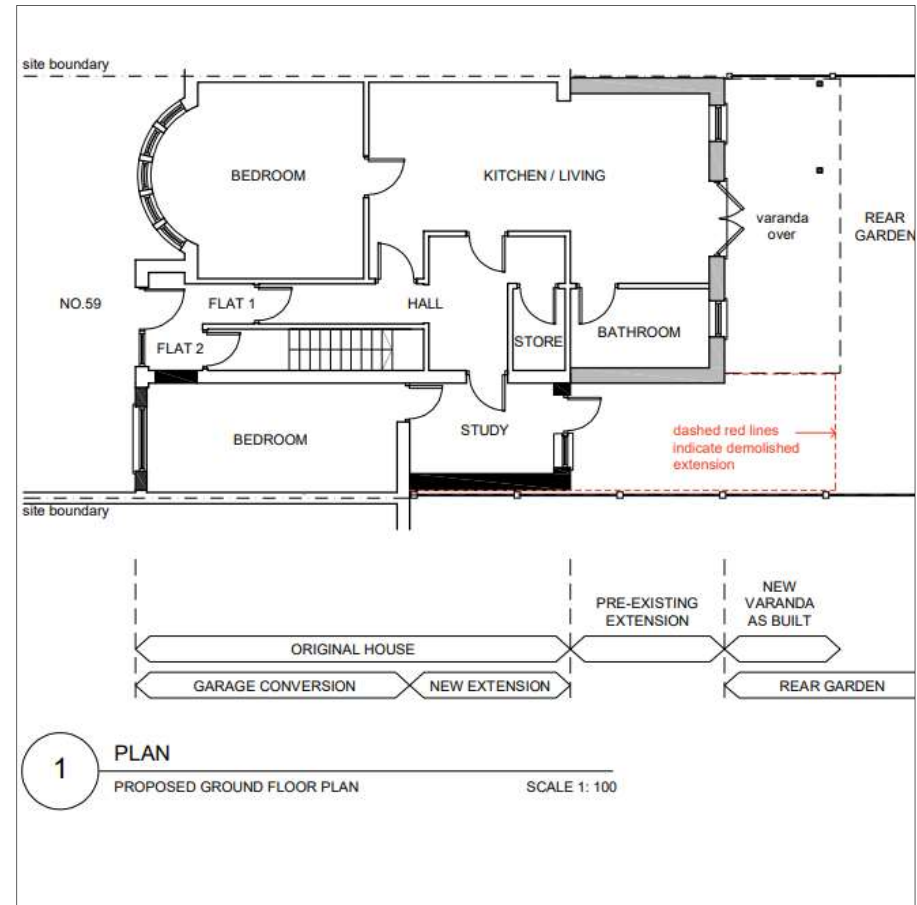 site boundary
BEDROOM
KITCHEN / LIVING
varanda
over
REAR
GARDEN
NO.59
FLAT 1
HALL
FLAT 2
STORE
BATHROOM
BEDROOM
STUDY
dashed red lines
indicate demolished
extension
site boundary
PRE-EXISTING
EXTENSION
NEW
VARANDA
AS BUILT
ORIGINAL HOUSE
GARAGE CONVERSION
NEW EXTENSION
REAR GARDEN
1
PLAN
PROPOSED GROUND FLOOR PLAN
SCALE 1: 100